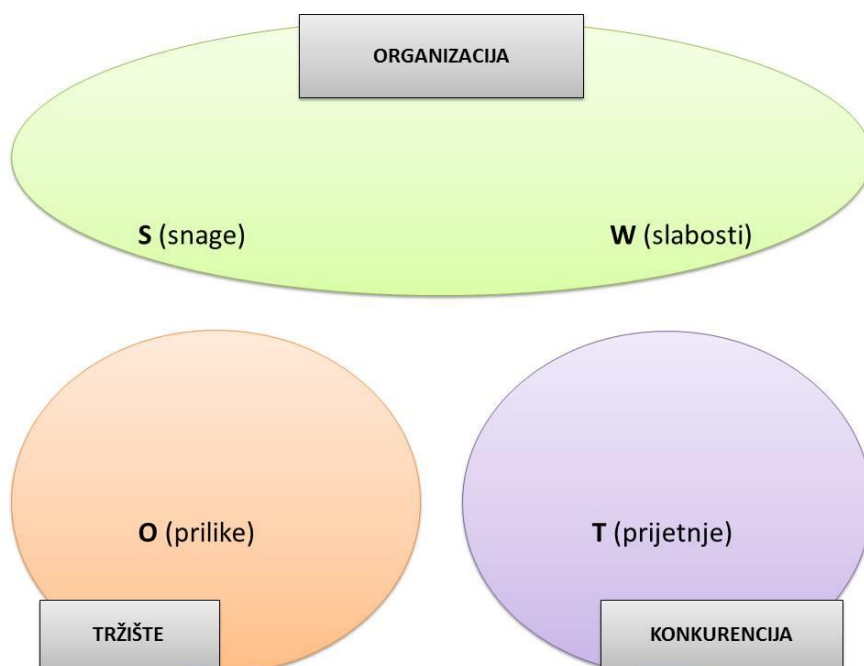 ORGANIZACIJA
S (snage)
W (slabosti)
O (prilike)
T (prijetnje)
TRŽIŠTE
KONKURENCIJA